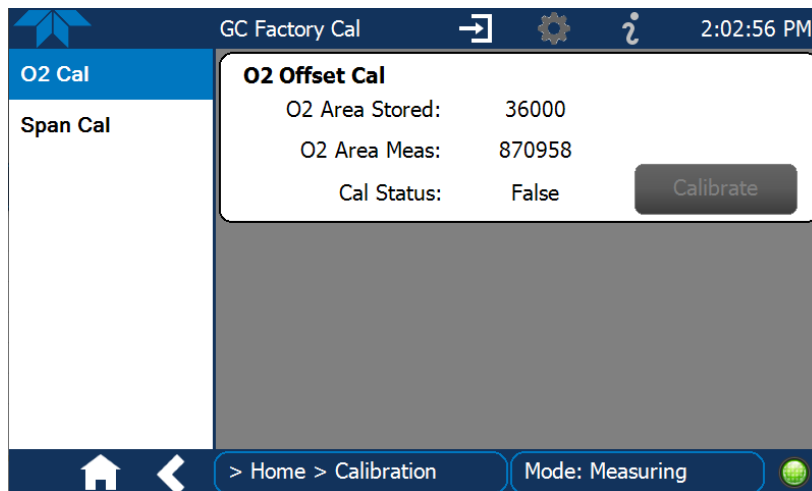 GC Factory Cal 2:02:56 PM
O2 Cal
Span Cal
O2 Offset Cal
O2 Area Stored: 36000
O2 Area Meas: 870958
Cal Status: False
Calibrate
> Home > Calibration
Mode: Measuring